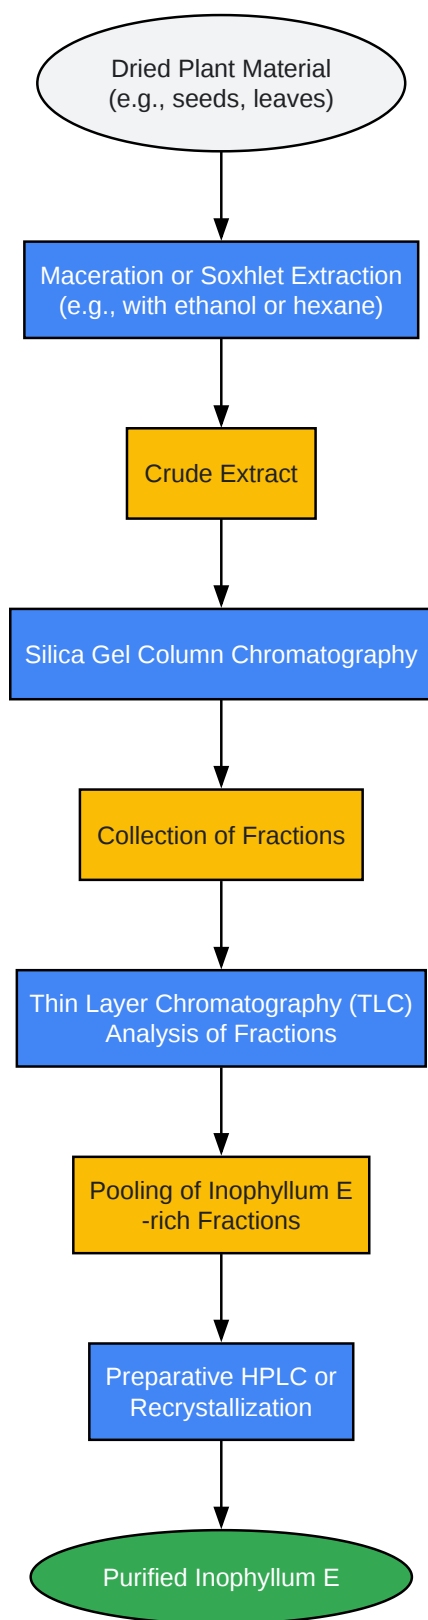 Dried Plant Material
(e.g., seeds, leaves)
Maceration or Soxhlet Extraction
(e.g., with ethanol or hexane)
Crude Extract
Silica Gel Column Chromatography
Collection of Fractions
Thin Layer Chromatography (TLC)
Analysis of Fractions
Pooling of Inophyllum E
-rich Fractions
Preparative HPLC or
Recrystallization
Purified Inophyllum E